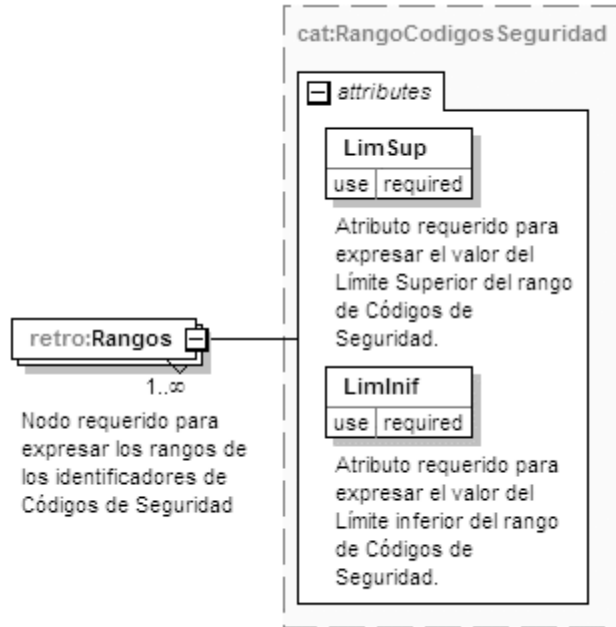 cat:RangoCodigosSeguridad
attributes
LimSup
use required
Atributo requerido para
expresar el valor del
Límite Superior del rango
de Códigos de
Seguridad.
retro:Rangos
1..∞
Nodo requerido para
expresar los rangos de
los identificadores de
Códigos de Seguridad
LimInif
use required
Atributo requerido para
expresar el valor del
Límite inferior del rango
de Códigos de
Seguridad.